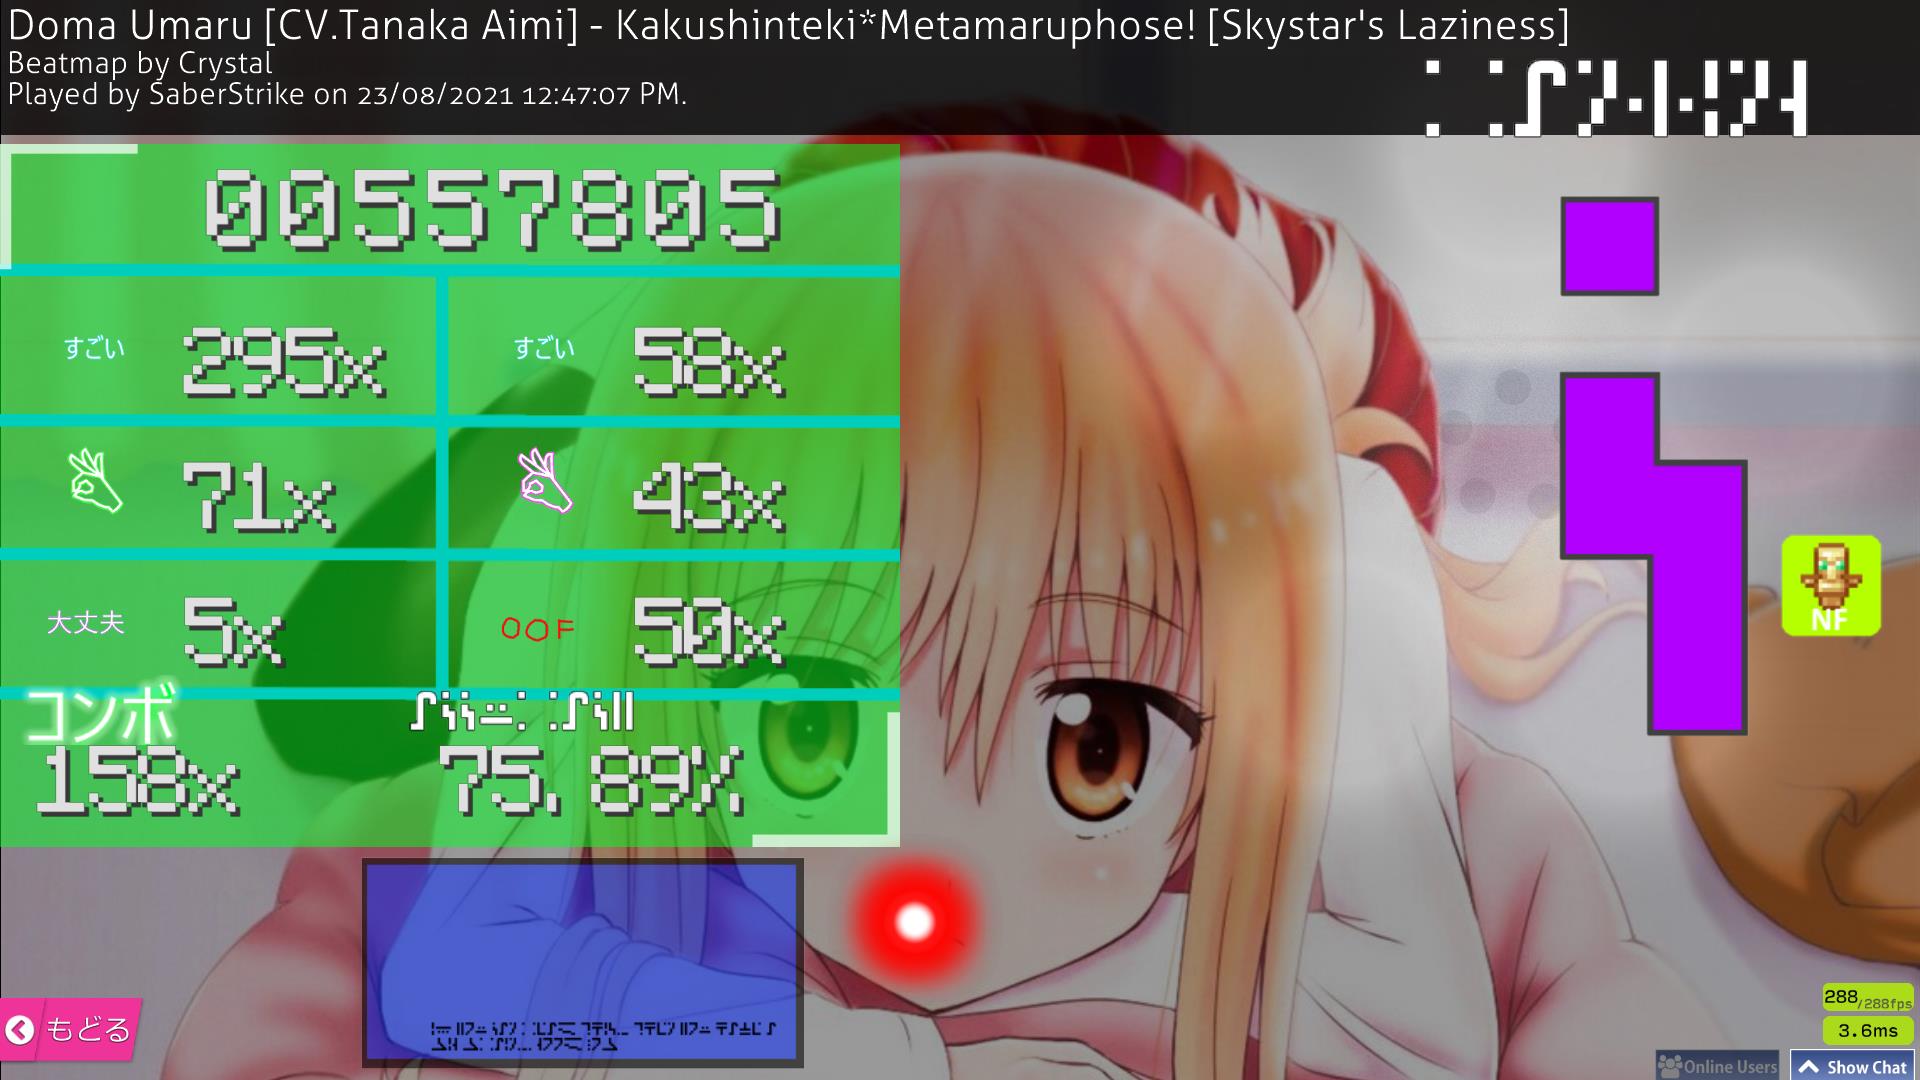 Doma Umaru [CV.Tanaka Aimi] - Kakushinteki*Metamaruphose! [Skystar's Laziness]
Beatmap by Crystal
Played by SaberStrike on 23/08/2021 12:47:07 PM.
00557805
すごい 295x すごい 58x
71x 43x
大丈夫 5x OOF 50x
コンボ
158x 75.89%
NF
もどる
288/288fps
3.6ms
Online Users Show Chat